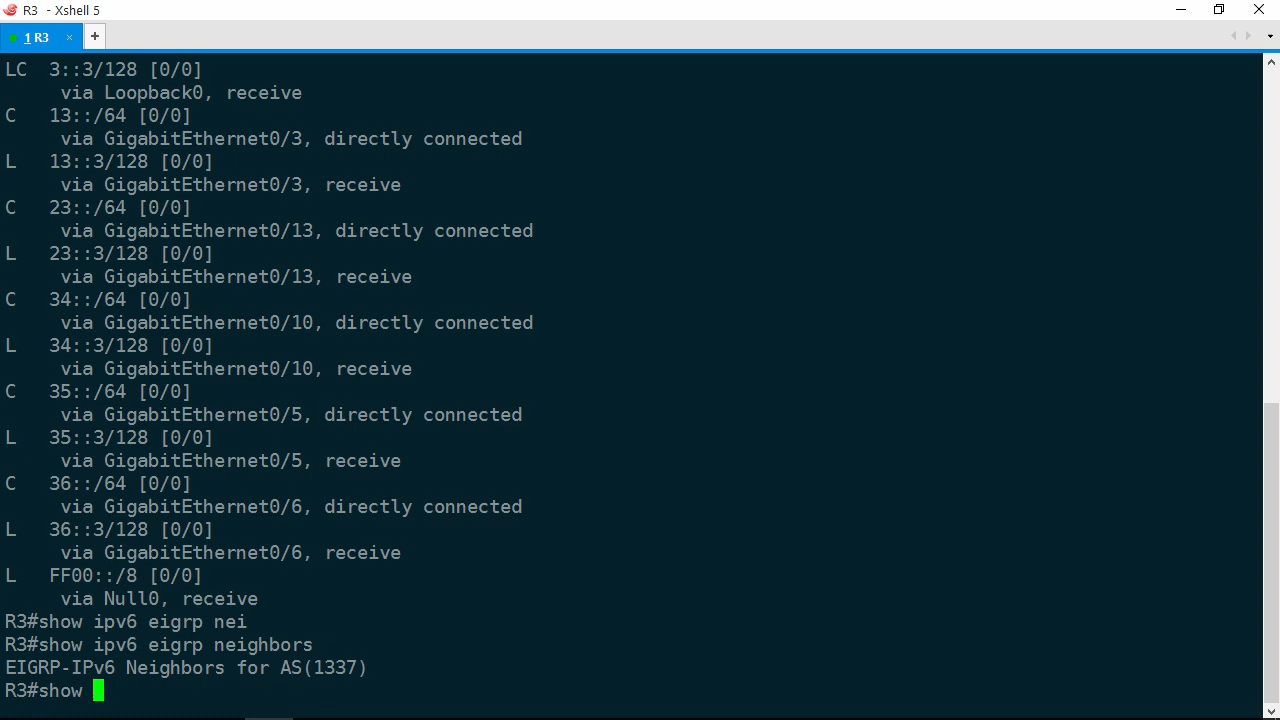 R3 - Xshell 5
1 R3 × +
LC 3::3/128 [0/0]
via Loopback0, receive
C 13::/64 [0/0]
via GigabitEthernet0/3, directly connected
L 13::3/128 [0/0]
via GigabitEthernet0/3, receive
C 23::/64 [0/0]
via GigabitEthernet0/13, directly connected
L 23::3/128 [0/0]
via GigabitEthernet0/13, receive
C 34::/64 [0/0]
via GigabitEthernet0/10, directly connected
L 34::3/128 [0/0]
via GigabitEthernet0/10, receive
C 35::/64 [0/0]
via GigabitEthernet0/5, directly connected
L 35::3/128 [0/0]
via GigabitEthernet0/5, receive
C 36::/64 [0/0]
via GigabitEthernet0/6, directly connected
L 36::3/128 [0/0]
via GigabitEthernet0/6, receive
L FF00::/8 [0/0]
via Null0, receive
R3#show ipv6 eigrp nei
R3#show ipv6 eigrp neighbors
EIGRP-IPv6 Neighbors for AS(1337)
R3#show